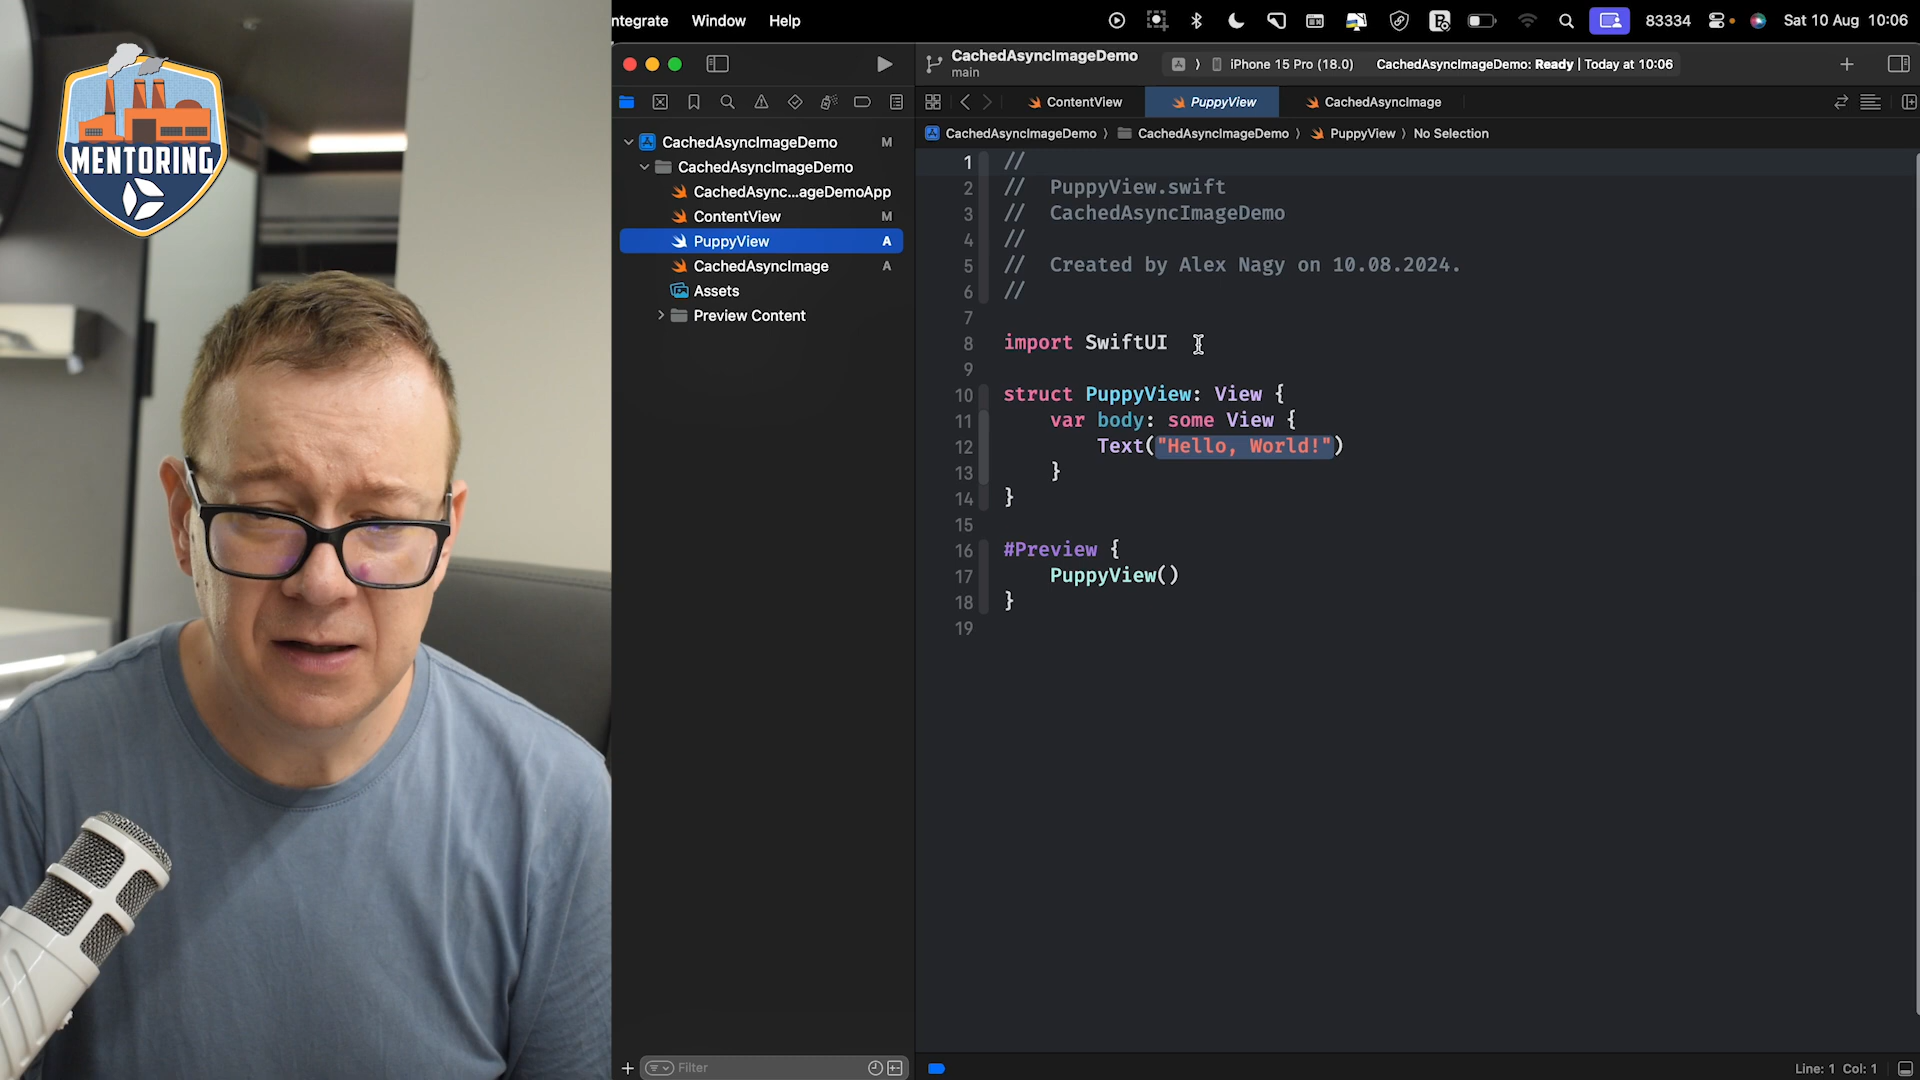 MENTORING
ntegrate Window Help
83334 Sat 10 Aug 10:06
CachedAsyncImageDemo
main
iPhone 15 Pro (18.0)
CachedAsyncImageDemo: Ready | Today at 10:06
ContentView PuppyView CachedAsyncImage
CachedAsyncImageDemo CachedAsyncImageDemo PuppyView No Selection
CachedAsyncImageDemo M
CachedAsyncImageDemo
CachedAsync...ageDemoApp
ContentView M
PuppyView A
CachedAsyncImage A
Assets
Preview Content
1 //
2 // PuppyView.swift
3 // CachedAsyncImageDemo
4 //
5 // Created by Alex Nagy on 10.08.2024.
6 //
7
8 import SwiftUI
9
10 struct PuppyView: View {
11 var body: some View {
12 Text("Hello, World!")
13 }
14 }
15
16 #Preview {
17 PuppyView()
18 }
19
Filter
Line: 1 Col: 1